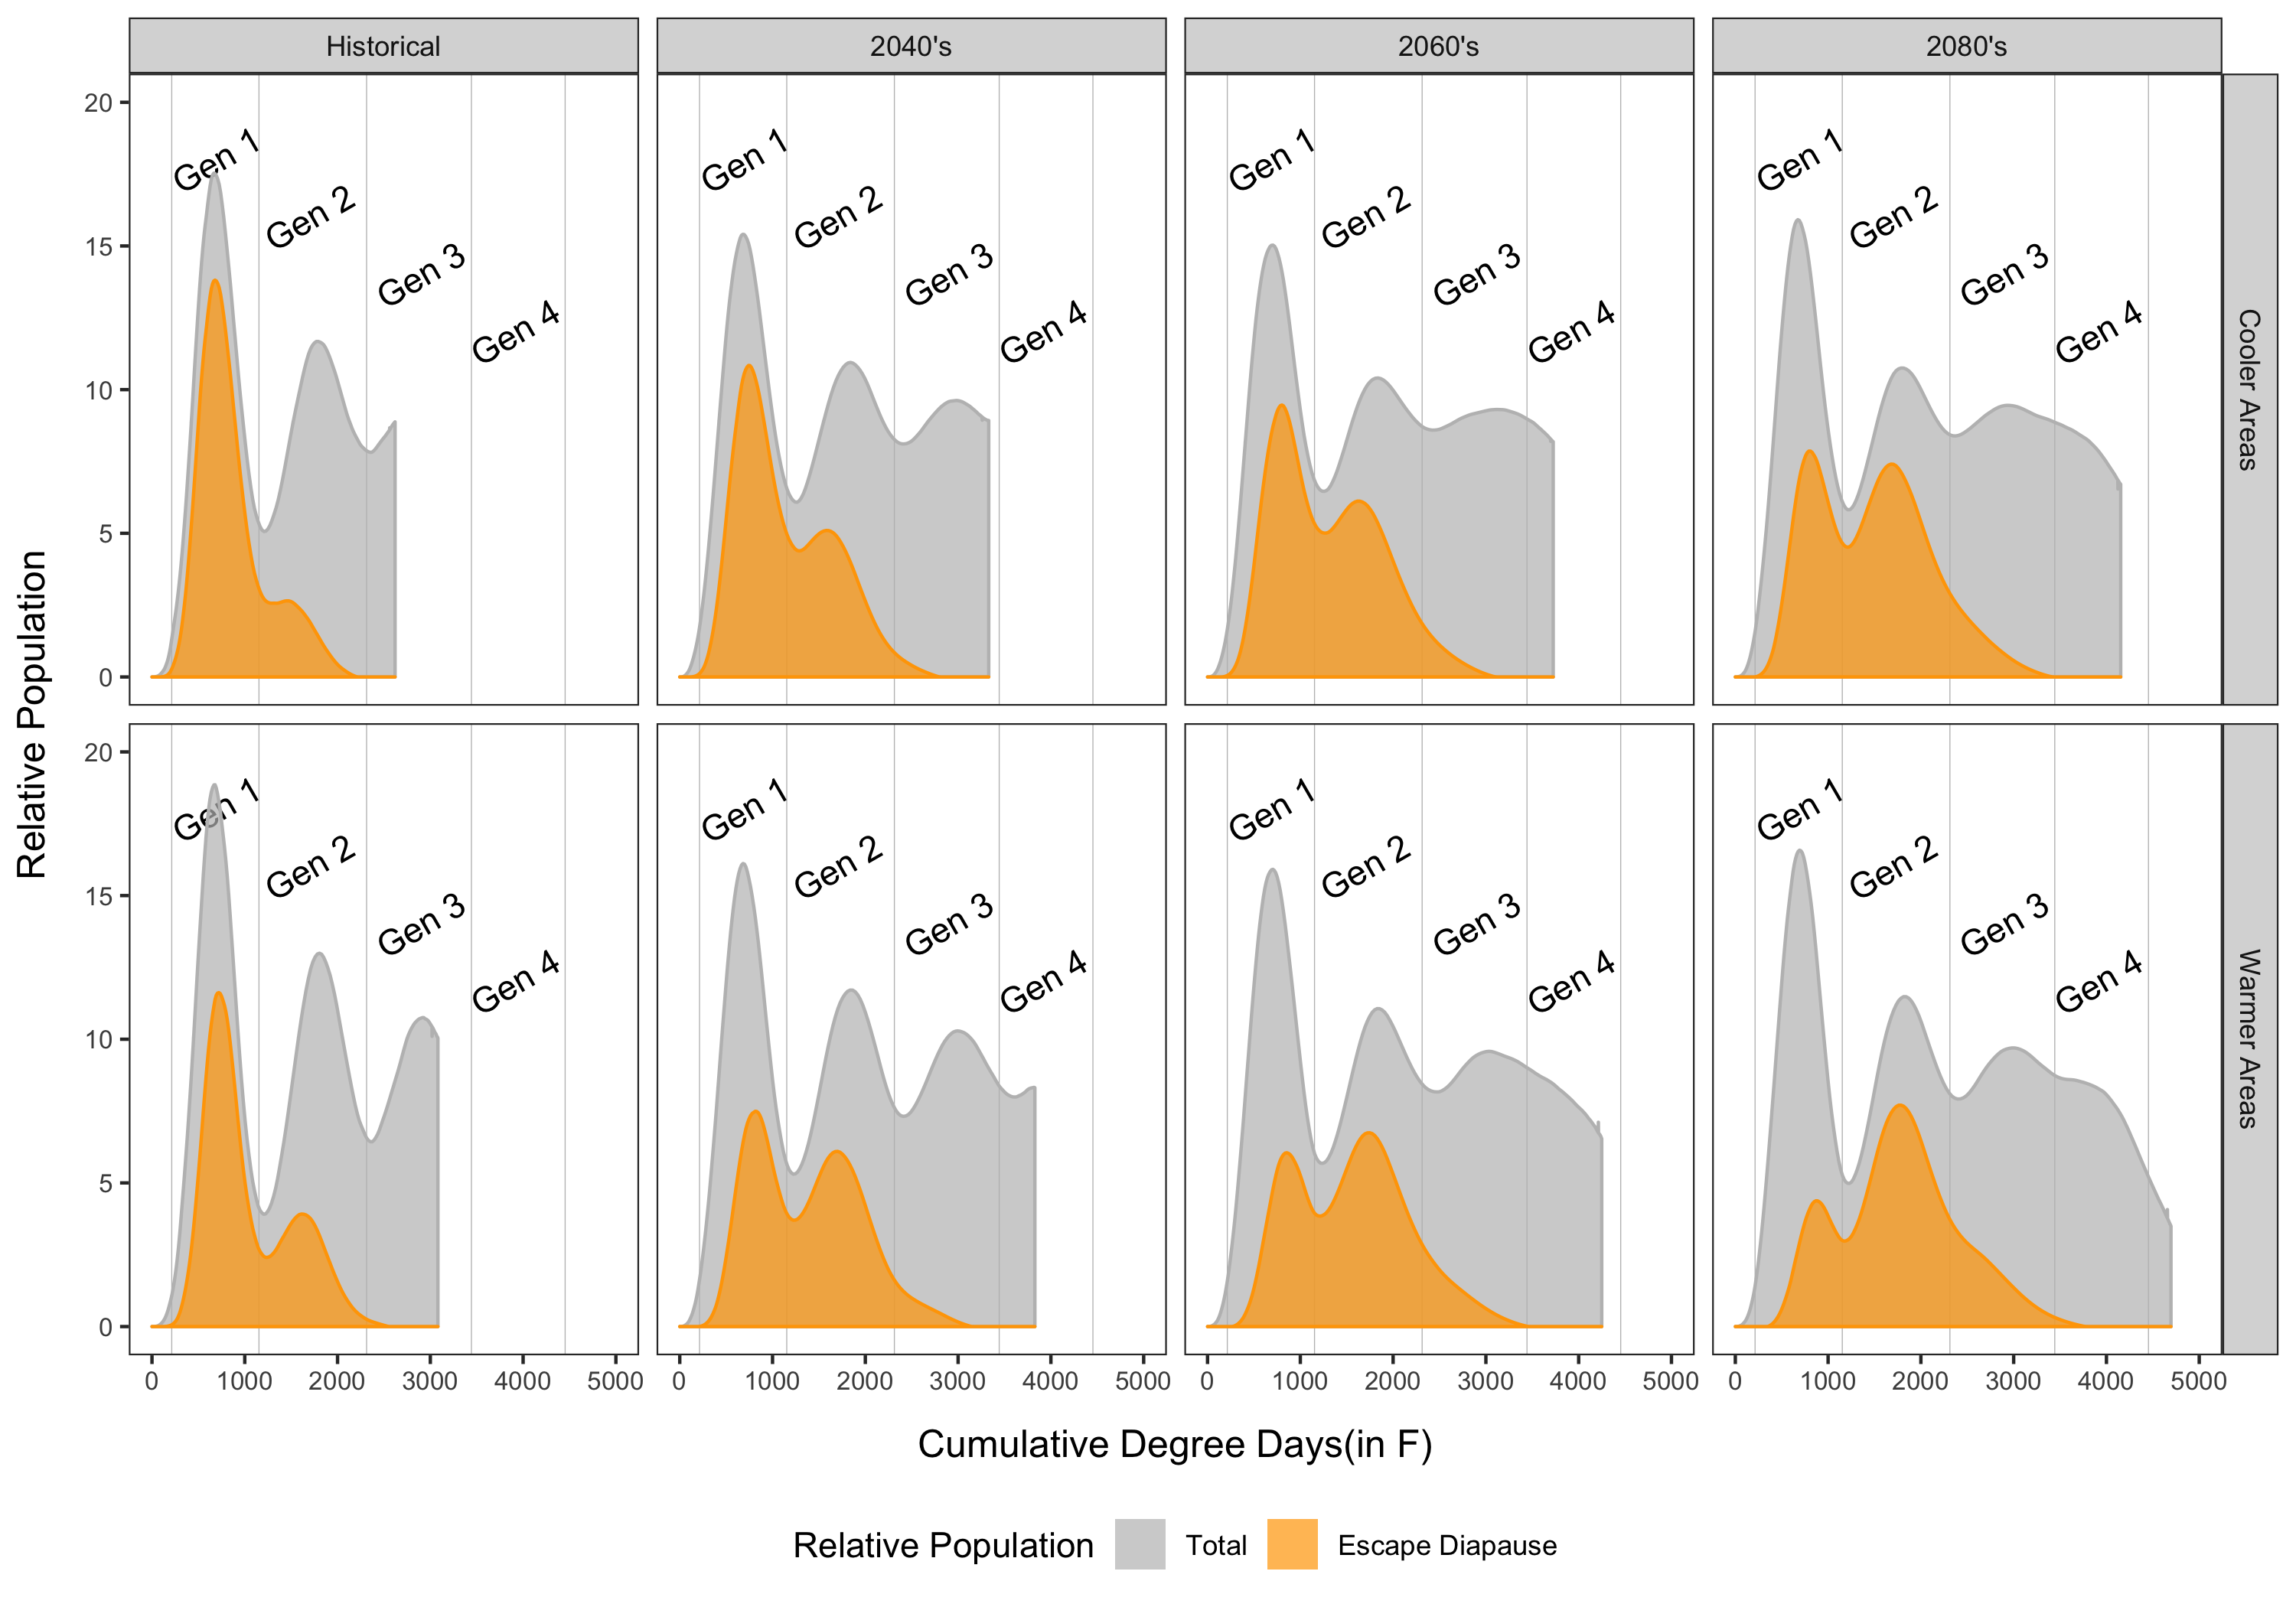 Historical
2040's
2060's
2080's
Relative Population
20
15
10
5
0
Gen 1
Gen 2
Gen 3
Gen 4
Gen 1
Gen 2
Gen 3
Gen 4
Gen 1
Gen 2
Gen 3
Gen 4
Gen 1
Gen 2
Gen 3
Gen 4
Cooler Areas
20
15
10
5
0
Gen 1
Gen 2
Gen 3
Gen 4
Gen 1
Gen 2
Gen 3
Gen 4
Gen 1
Gen 2
Gen 3
Gen 4
Gen 1
Gen 2
Gen 3
Gen 4
Warmer Areas
0 1000 2000 3000 4000 5000
0 1000 2000 3000 4000 5000
0 1000 2000 3000 4000 5000
0 1000 2000 3000 4000 5000
Cumulative Degree Days(in F)
Relative Population Total Escape Diapause